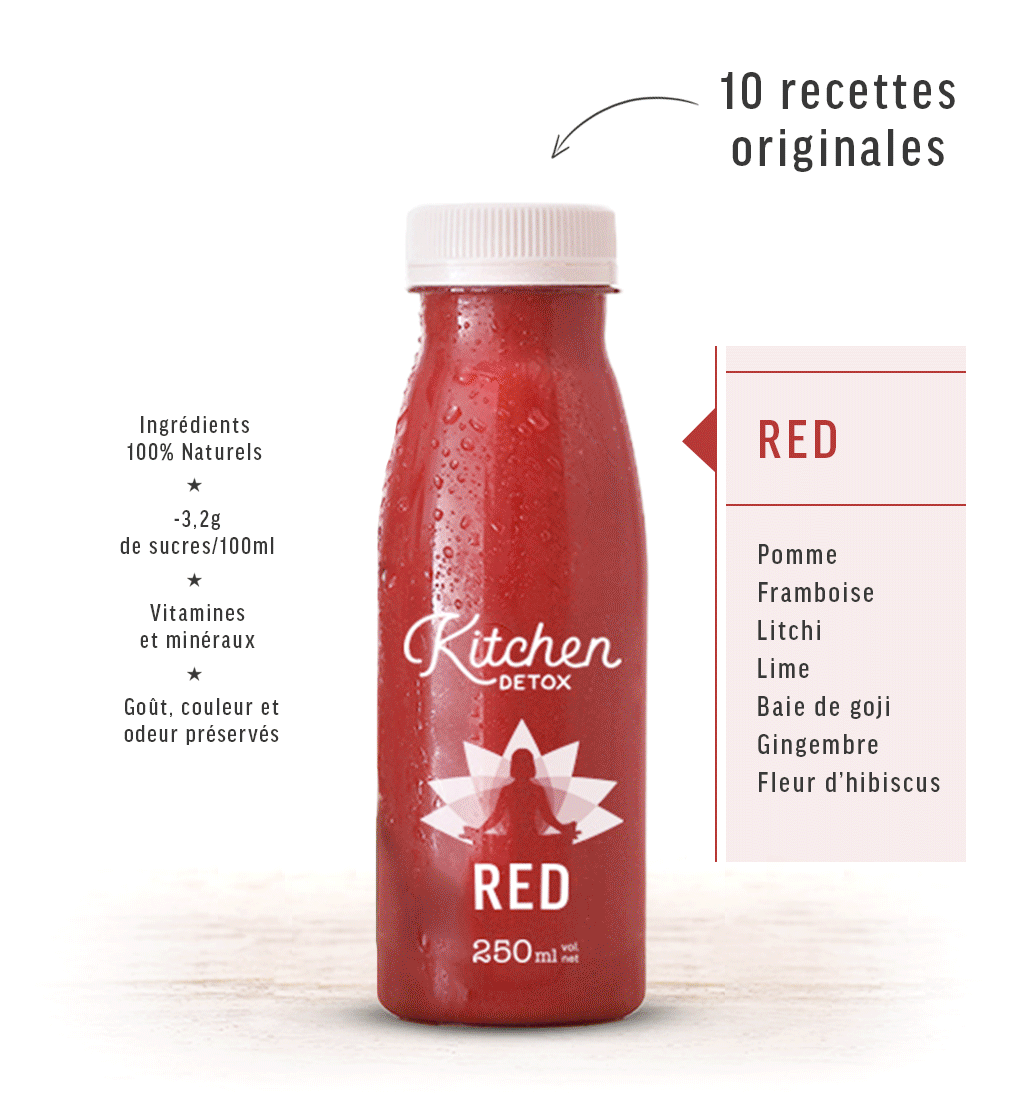 10 recettes
originales
Ingrédients
100% Naturels
★
-3,2g
de sucres/100ml
★
Vitamines
et minéraux
★
Goût, couleur et
odeur préservés
Kitchen
DETOX
RED
250ml vol
net
RED
Pomme
Framboise
Litchi
Lime
Baie de goji
Gingembre
Fleur d’hibiscus